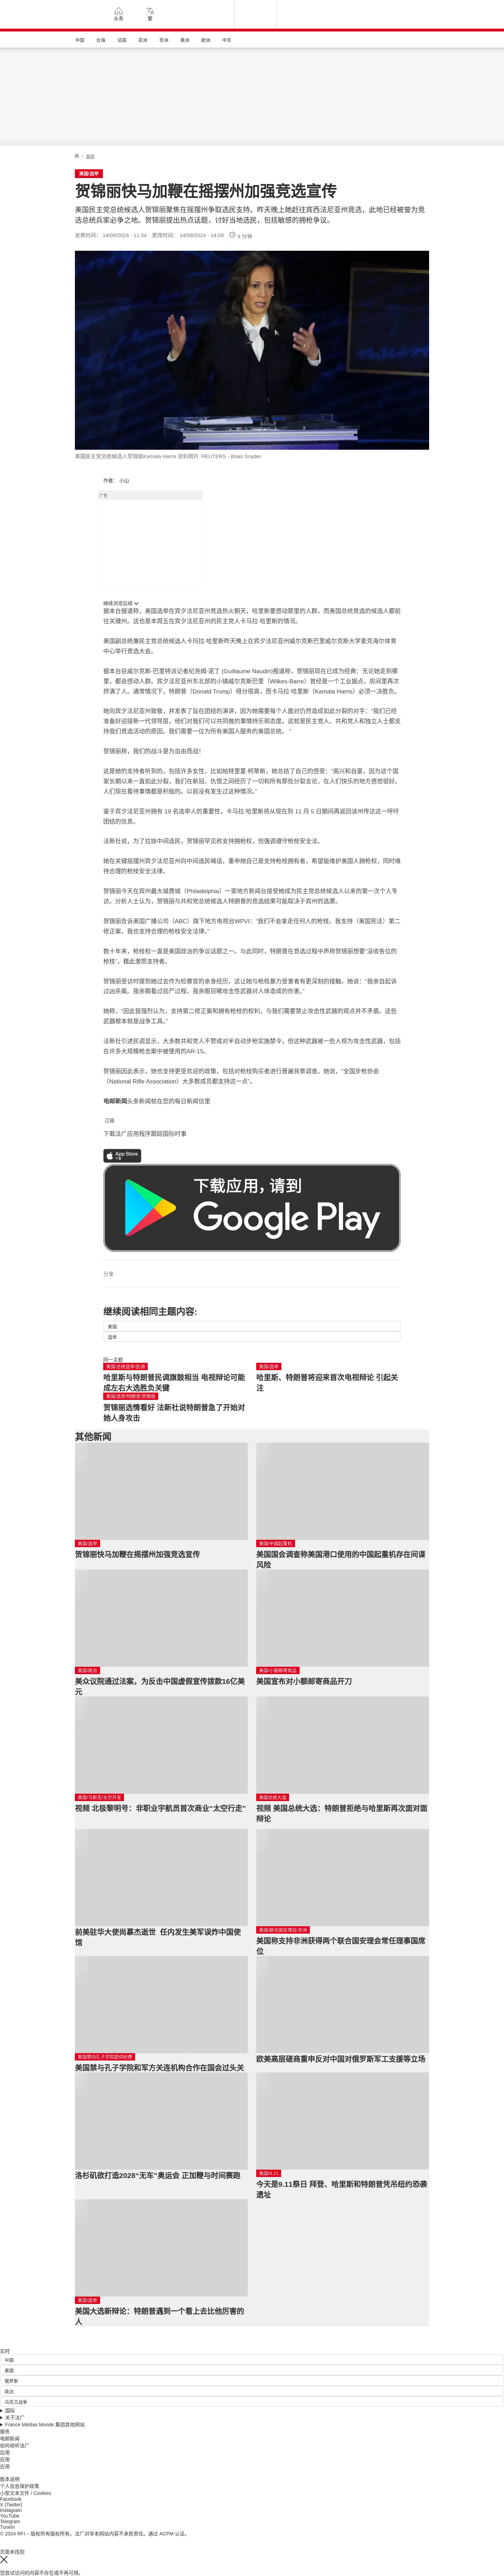 头条
繁
中国
台海
法国
亚洲
非洲
美洲
欧洲
中东
/ 美国
美国/选举
贺锦丽快马加鞭在摇摆州加强竞选宣传
美国民主党总统候选人贺锦丽聚焦在摇摆州争取选民支持。昨天晚上她赶往宾西法尼亚州竞选，此地已经被誉为竞
选总统兵家必争之地。贺锦丽提出热点话题，讨好当地选民，包括敏感的拥枪争议。
发表时间： 14/09/2024 - 11:34 更改时间： 14/09/2024 - 14:09 9 分钟
美国民主党总统候选人贺锦丽Kamala Harris 资料照片 REUTERS - Brian Snyder
作者： 小山
广告
继续浏览后续
据本台报道称，美国选举在宾夕法尼亚州竞选热火朝天，哈里斯要感动那里的人群。而美国总统竞选的候选人都前
往关键州。这也是本周五在宾夕法尼亚州的民主党人卡马拉·哈里斯的情况。
美国副总统兼民主党总统候选人卡玛拉·哈里斯昨天晚上在宾夕法尼亚州威尔克斯巴里威尔克斯大学麦克海尔体育
中心举行竞选大会。
据本台驻威尔克斯-巴里特派记者纪尧姆·诺丁 (Guillaume Naudin)报道称，贺锦丽现在已成为经典：无论她走到哪
里，都会感动人群。宾夕法尼亚州东北部的小镇威尔克斯巴里（Wilkes-Barre）曾经是一个工业据点，房间里再次
挤满了人。通常情况下，特朗普（Donald Trump）得分很高，而卡马拉·哈里斯（Kamala Harris）必须一决胜负。
她向宾夕法尼亚州致敬，并发表了旨在团结的演讲，因为她需要每个人面对仍然造成如此分裂的对手：“我们已经
准备好迎接新一代领导层，他们对我们可以共同做的事情持乐观态度。这就是民主党人、共和党人和独立人士都支
持我们竞选活动的原因。我们需要一位为所有美国人服务的美国总统。 ”
贺锦丽称，我们的战斗是为自由而战！
这是她的支持者听到的，包括许多女性，比如帕特里夏·柯蒂斯，她总结了自己的感受：“高兴和自豪，因为这个国
家长期以来一直如此分裂，我们在新冠、仇恨之间经历了一切和所有那些分裂言论，在人们快乐的地方感觉很好，
人们现在看待事情都是积极的。以前没有发生过这种情况。”
鉴于宾夕法尼亚州拥有 19 名选举人的重要性，卡马拉·哈里斯将从现在到 11 月 5 日期间再返回该州传达这一呼吁
团结的信息。
法新社说，为了拉拢中间选民，贺锦丽罕见称支持拥枪权，但强调遵守枪枝安全法。
她在关键摇摆州宾夕法尼亚州向中间选民喊话，重申她自己是支持枪枝拥有者。希望能维护美国人拥枪权，同时维
持合理的枪枝安全法律。
贺锦丽今天在宾州最大城费城（Philadelphia）一家地方新闻台接受她成为民主党总统候选人以来的第一次个人专
访。分析人士认为，贺锦丽与共和党总统候选人特朗普的竞选结果可能取决于宾州的选票。
贺锦丽告诉美国广播公司（ABC）旗下地方电视台WPVI：“我们不会拿走任何人的枪枝。我支持（美国宪法）第二
修正案，我也支持合理的枪枝安全法律。”
数十年来，枪枝权一直是美国政治的争议话题之一。与此同时，特朗普在竞选过程中声称贺锦丽想要“没收各位的
枪枝”，藉此激怒支持者。
贺锦丽受访时提到她过去作为检察官的亲身经历，这让她与枪枝暴力受害者有更深刻的接触。她说：“我亲自起诉
过凶杀案。我亲眼看过验尸过程。我亲眼目睹攻击性武器对人体造成的伤害。”
她称，“因此我强烈认为，支持第二修正案和拥有枪枝的权利，与我们需要禁止攻击性武器的观点并不矛盾。这些
武器根本就是战争工具。”
法新社引述民调显示，大多数共和党人不赞成对半自动步枪实施禁令，但这种武器被一些人视为攻击性武器，包括
在许多大规模枪击案中被使用的AR-15。
贺锦丽因此表示，她也支持更受欢迎的政策，包括对枪枝购买者进行普遍背景调查。她说，“全国步枪协会
（National Rifle Association）大多数成员都支持这一点”。
电邮新闻头条新闻就在您的每日新闻信里
订阅
下载法广应用程序跟踪国际时事
App Store
下载
下载应用，请到
Google Play
分享 :
继续阅读相同主题内容:
美国
选举
同一主题
美国/总统选举/民调
哈里斯与特朗普民调旗鼓相当 电视辩论可能
成左右大选胜负关键
美国/选举
哈里斯、特朗普将迎来首次电视辩论 引起关
注
美国/选举/特朗普/贺锦丽
贺锦丽选情看好 法新社说特朗普急了开始对
她人身攻击
其他新闻
美国/选举
贺锦丽快马加鞭在摇摆州加强竞选宣传
美国/中国起重机
美国国会调查称美国港口使用的中国起重机存在间谍
风险
美国/政治
美众议院通过法案，为反击中国虚假宣传拨款16亿美
元
美国/小额邮寄商品
美国宣布对小额邮寄商品开刀
美国/马歇克/太空开发
视频 北极黎明号：非职业宇航员首次商业“太空行走”
美国总统大选
视频 美国总统大选：特朗普拒绝与哈里斯再次面对面
辩论
前美驻华大使尚慕杰逝世 任内发生美军误炸中国使
馆
美国/联合国安理会/非洲
美国称支持非洲获得两个联合国安理会常任理事国席
位
美国禁向孔子学院提供经费
美国禁与孔子学院和军方关连机构合作在国会过头关
欧美高层磋商重申反对中国对俄罗斯军工支援等立场
洛杉矶欲打造2028“无车”奥运会 正加鞭与时间赛跑
美国/9.11
今天是9.11祭日 拜登、哈里斯和特朗普凭吊纽约恐袭
遗址
美国/选举
美国大选新辩论：特朗普遇到一个看上去比他厉害的
人
实时
中国
美国
俄罗斯
政治
乌克兰战争
国际
关于法广
France Médias Monde 集团其他网站
服务
电邮新闻
如何收听法广
应用
应用
应用
版本说明
个人信息保护政策
小型文本文件 / Cookies
Facebook
X (Twitter)
Instagram
YouTube
Telegram
TuneIn
© 2024 RFI – 版权所有版权所有。法广对非本网站内容不承担责任。通过 ACPM 认证。
页面未找到
您尝试访问的内容不存在或不再可用。